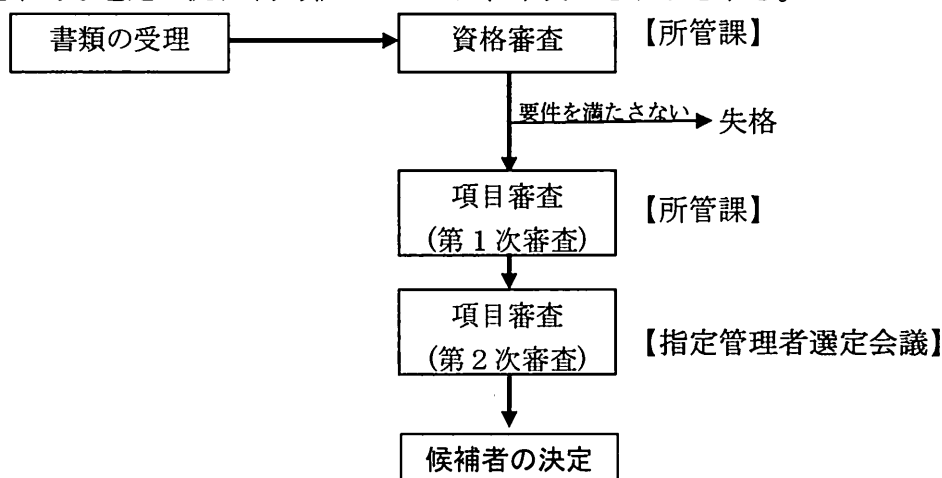 書類の受理
資格審査
【所管課】
要件を満たさない
失格
項目審査
(第1次審査)
【所管課】
項目審査
(第2次審査)
【指定管理者選定会議】
候補者の決定